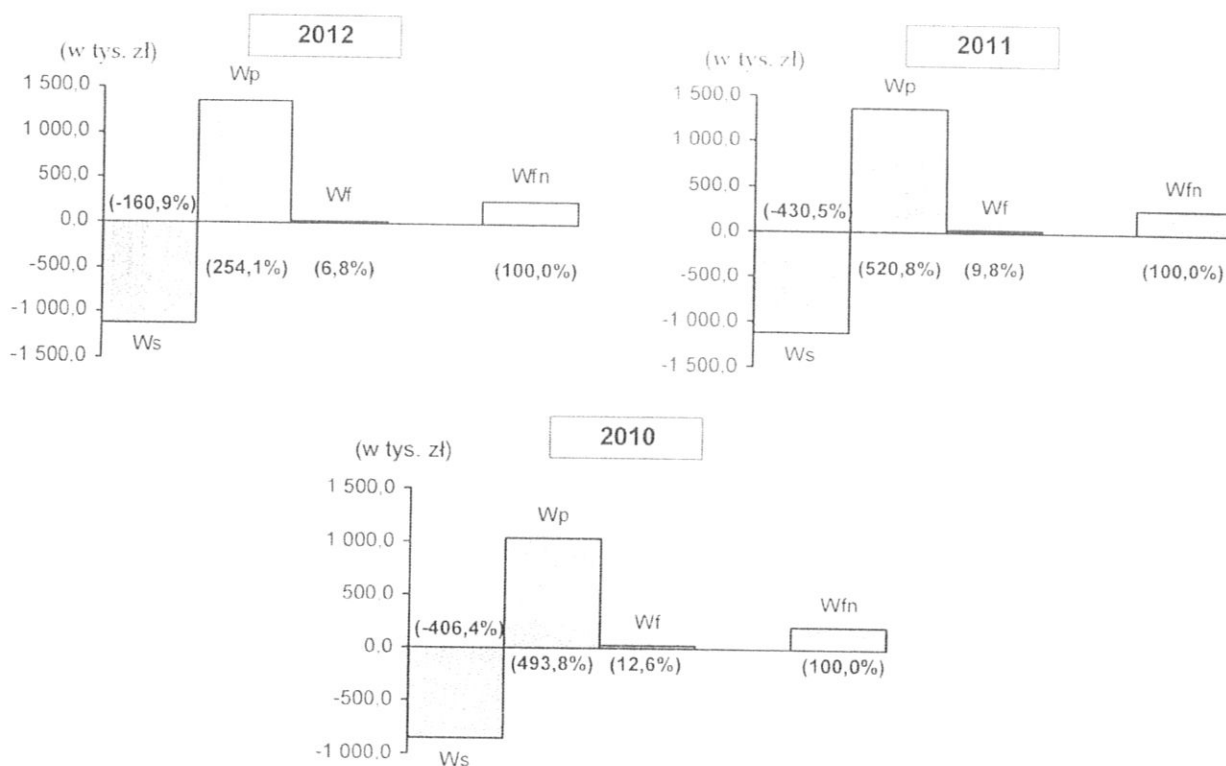 2012
(w tys. zł)
Wp
1 500,0
1 000,0
500,0
(-160,9%)
Wf
Wfn
0,0
(254,1%)
(6,8%)
(100,0%)
-500,0
-1 000,0
Ws
-1 500,0
2011
(w tys. zł)
Wp
1 500,0
1 000,0
500,0
(-430,5%
Wf
Wfn
0,0
(520,8%)
(9,8%)
(100,0%)
-500,0
-1 000,0
Ws
-1 500,0
2010
(w tys. zł)
1 500,0
Wp
1 000,0
500,0
Wfn
(-406,4%)
Wf
0,0
(493,8%)
(12,6%)
(100,0%)
-500,0
-1 000,0
Ws